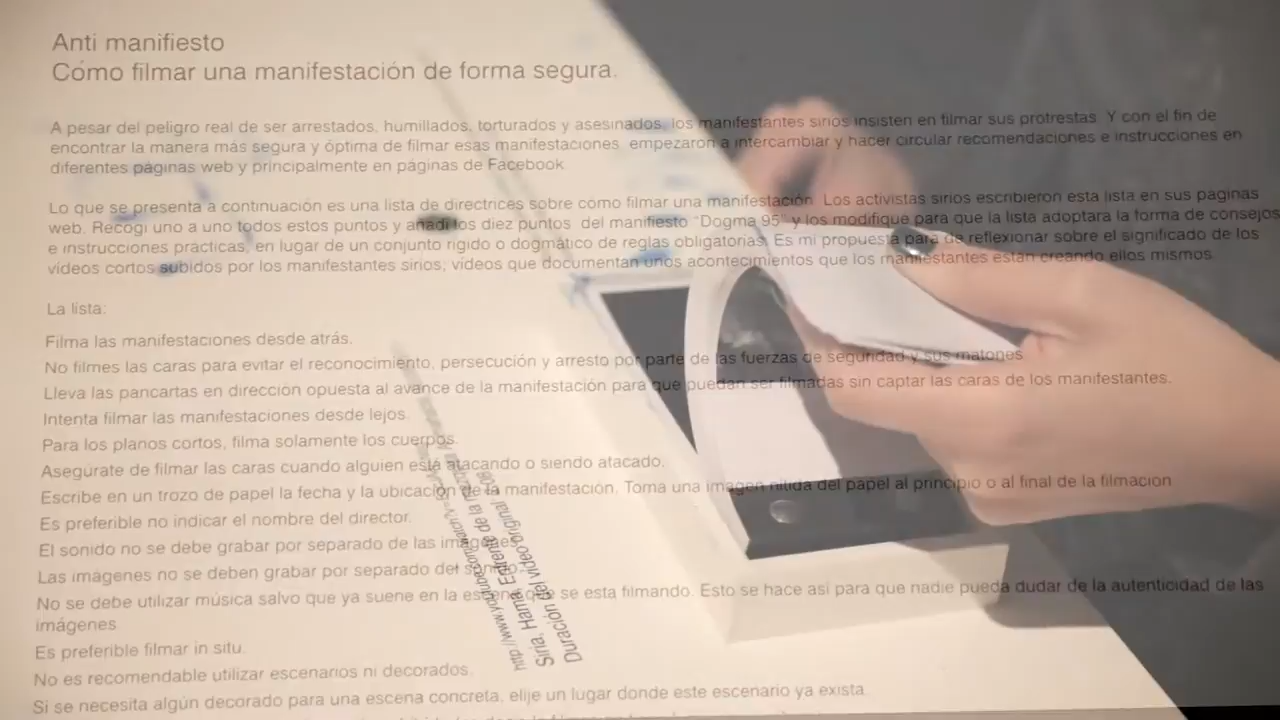 Anti manifiesto
Cómo filmar una manifestación de forma segura.
A pesar del peligro real de ser arrestados, humillados, torturados y asesinados, los manifestantes sirios insisten en filmar sus protrestas. Y con el fin de
encontrar la manera más segura y óptima de filmar esas manifestaciones, empezaron a intercambiar y hacer circular recomendaciones e instrucciones en
diferentes páginas web y principalmente en páginas de Facebook.
Lo que se presenta a continuación es una lista de directrices sobre cómo filmar una manifestación. Los activistas sirios escribieron esta lista en sus paginas
web. Recogí uno a uno todos estos puntos y añadí los diez puntos del manifiesto "Dogma 95" y los modifique para que la lista adoptara la forma de consejos
e instrucciones prácticas, en lugar de un conjunto rígido o dogmático de reglas obligatorias. Es mi propuesta para de reflexionar sobre el significado de los
vídeos cortos subidos por los manifestantes sirios; vídeos que documentan unos acontecimientos que los manifestantes están creando ellos mismos.
La lista:
Filma las manifestaciones desde atrás.
No filmes las caras para evitar el reconocimiento, persecución y arresto por parte de las fuerzas de seguridad y sus matones
Lleva las pancartas en dirección opuesta al avance de la manifestación para que puedan ser filmadas sin captar las caras de los manifestantes.
Intenta filmar las manifestaciones desde lejos.
Para los planos cortos, filma solamente los cuerpos.
Asegúrate de filmar las caras cuando alguien está atacando o siendo atacado.
Escribe en un trozo de papel la fecha y la ubicación de la manifestación. Toma una imagen nítida del papel al principio o al final de la filmación
Es preferible no indicar el nombre del director.
El sonido no se debe grabar por separado de las imágenes.
Las imágenes no se deben grabar por separado del sonido.
No se debe utilizar música salvo que ya suene en la escena que se esta filmando. Esto se hace así para que nadie pueda dudar de la autenticidad de las
imágenes.
Es preferible filmar in situ.
No es recomendable utilizar escenarios ni decorados.
Si se necesita algún decorado para una escena concreta, elije un lugar donde este escenario ya exista.
Siria, Hama. Entierro de la
Duración del video original